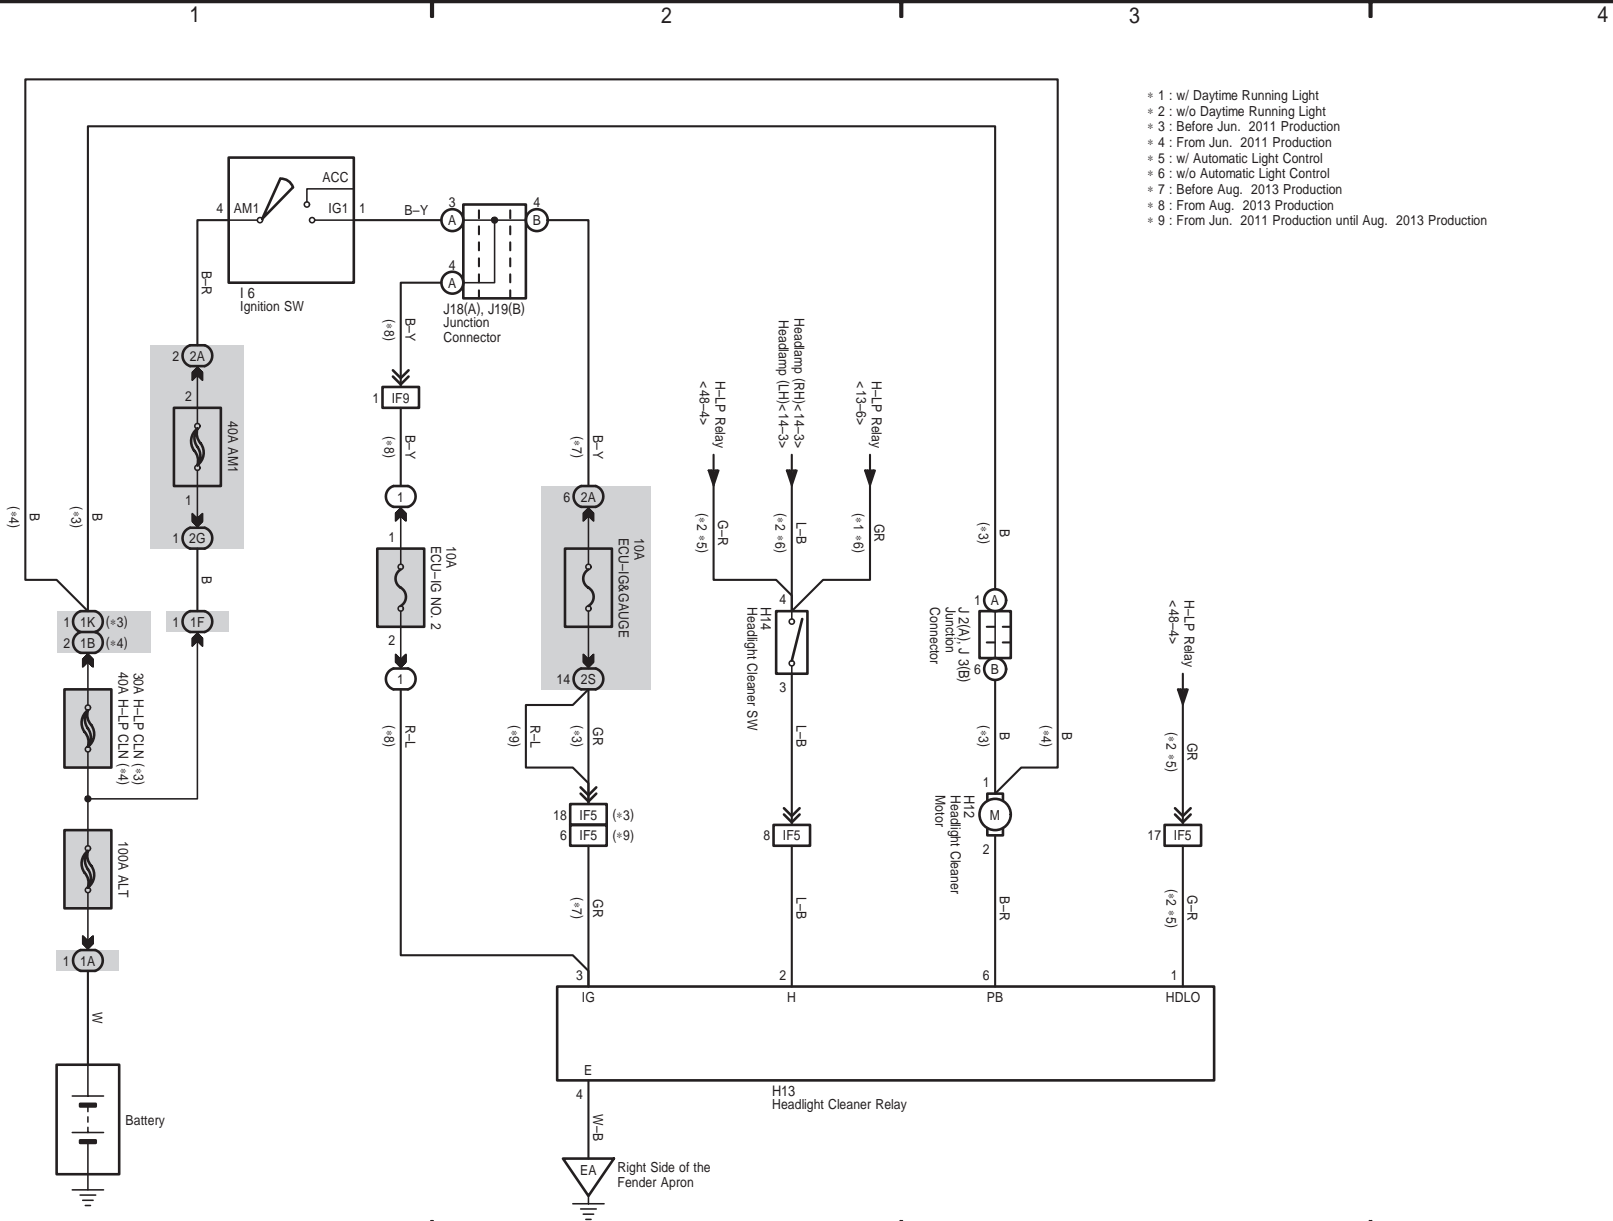 1
2
3
4
* 1 : w/ Daytime Running Light
* 2 : w/o Daytime Running Light
* 3 : Before Jun. 2011 Production
* 4 : From Jun. 2011 Production
* 5 : w/ Automatic Light Control
* 6 : w/o Automatic Light Control
* 7 : Before Aug. 2013 Production
* 8 : From Aug. 2013 Production
* 9 : From Jun. 2011 Production until Aug. 2013 Production
ACC
4
AM1
IG1
1
I 6
Ignition SW
B–Y
3
A
4
B
4
A
J18(A), J19(B)
Junction
Connector
B–R
2
2A
2
40A AM1
1
1
2G
B
1
1F
B
(*4)
B
(*3)
1
1K
(*3)
2
1B
(*4)
30A H–LP CLN (*3)
40A H–LP CLN (*4)
100A ALT
1
1A
W
Battery
B–Y
(*8)
1
IF9
B–Y
(*8)
1
1
10A
ECU–IG NO. 2
2
1
R–L
(*8)
B–Y
(*7)
6
2A
10A
ECU–IG&GAUGE
14
2S
R–L
(*9)
GR
(*3)
18
IF5
(*3)
6
IF5
(*9)
GR
(*7)
H–LP Relay
<48–4>
Headlamp (RH)<14–3>
Headlamp (LH)<14–3>
H–LP Relay
<13–6>
G–R
(*2 *5)
L–B
(*2 *6)
GR
(*1 *6)
4
H14
Headlight Cleaner SW
3
L–B
8
IF5
L–B
B
(*3)
1
A
J 2(A), J 3(B)
Junction
Connector
6
B
B
(*3)
B
(*4)
1
M
H12
Headlight Cleaner
Motor
2
B–R
H–LP Relay
<48–4>
GR
(*2 *5)
17
IF5
G–R
(*2 *5)
3
2
6
1
IG
H
PB
HDLO
E
4
H13
Headlight Cleaner Relay
W–B
EA
Right Side of the
Fender Apron